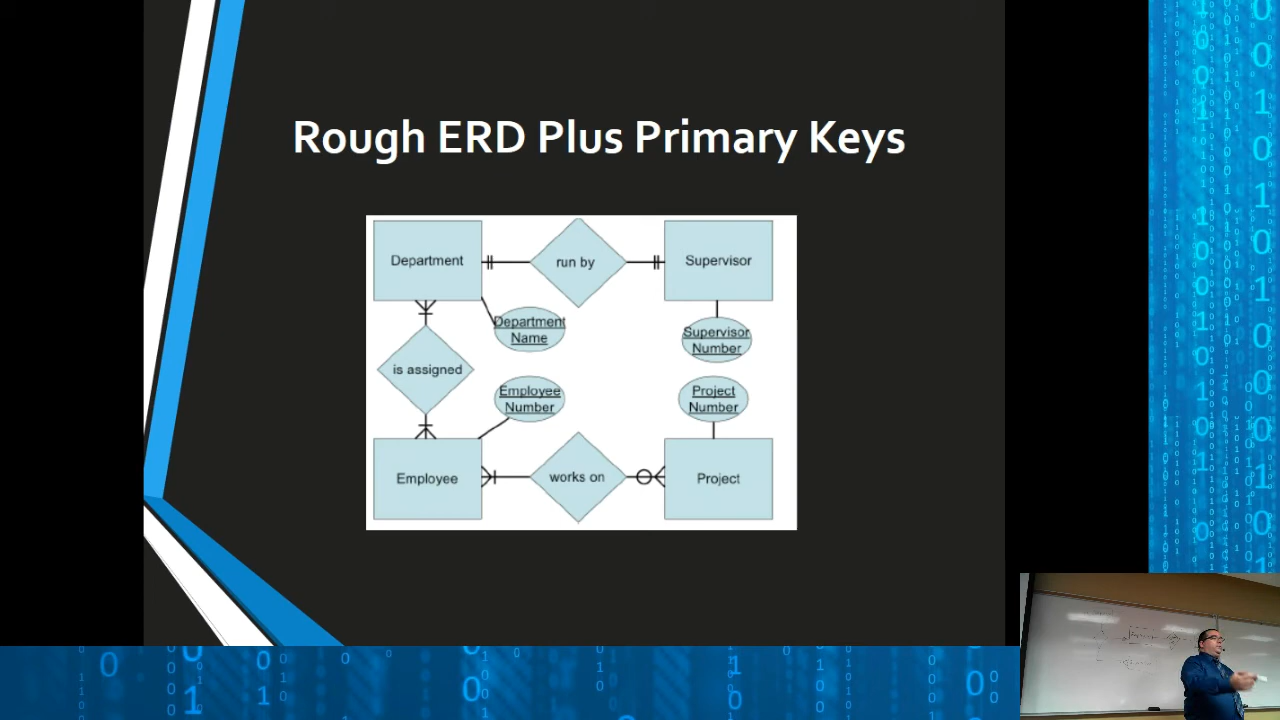 Rough ERD Plus Primary Keys
Department
run by
Supervisor
Department
Name
Supervisor
Number
is assigned
Employee
Number
Project
Number
Employee
works on
Project